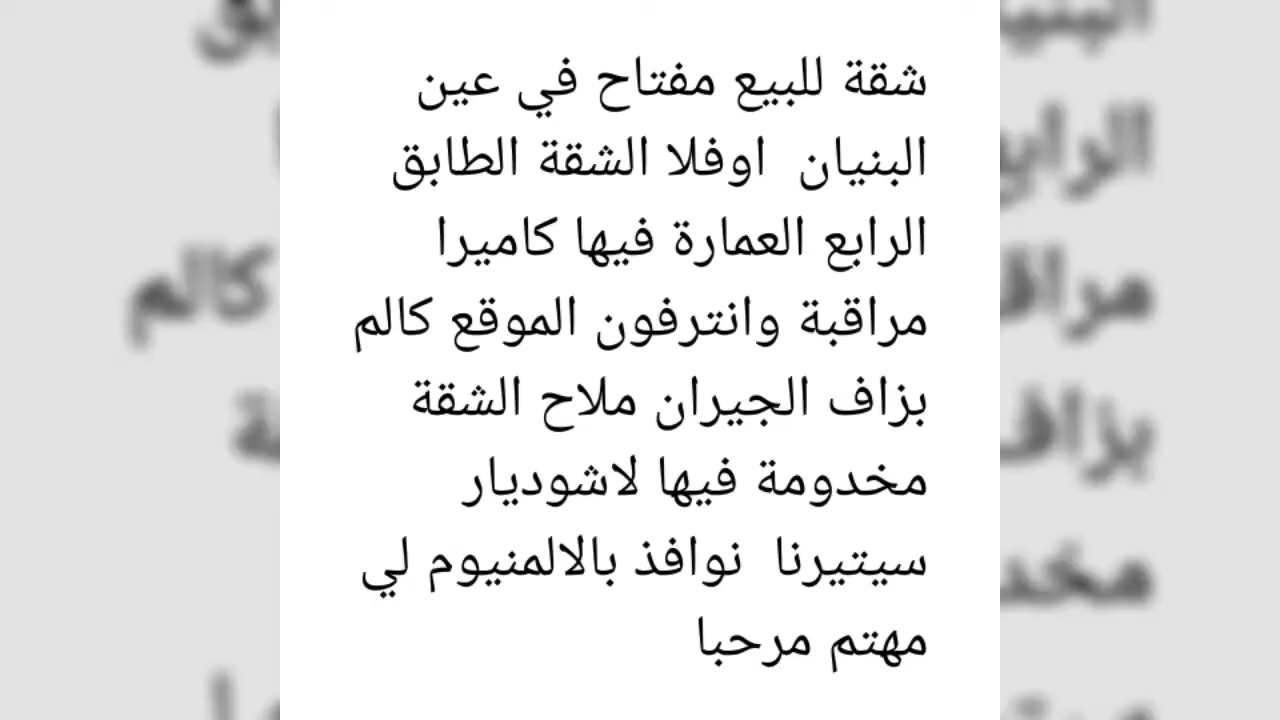 شقة للبيع مفتاح في عين
البنيان  اوفلا الشقة الطابق
الرابع العمارة فيها كاميرا
مراقبة وانترفون الموقع كالم
بزاف الجيران ملاح الشقة
مخدومة فيها لاشوديار
سيتيرنا  نوافذ بالالمنيوم لي
مهتم مرحبا